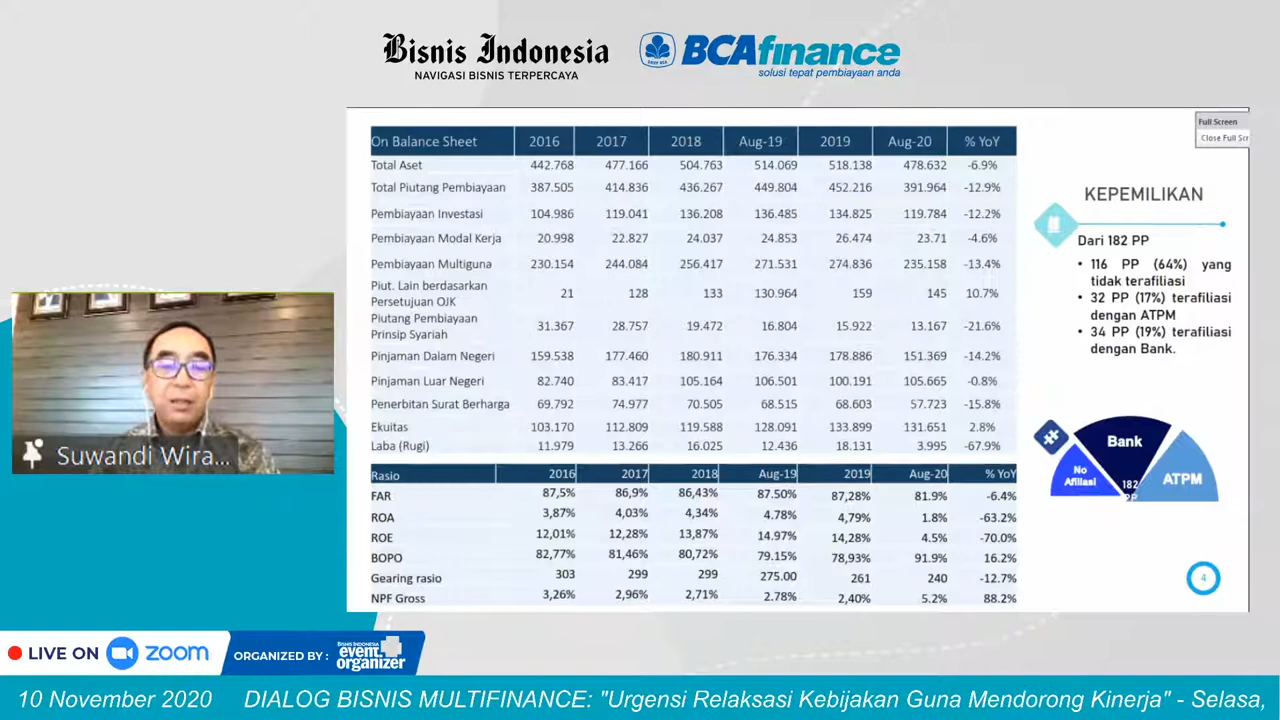 Bisnis Indonesia
NAVIGASI BISNIS TERPERCAYA
BCA finance
solusi tepat pembiayaan anda
Full Screen
Close Full Scr
On Balance Sheet 2016 2017 2018 Aug-19 2019 Aug-20 % YoY
Total Aset 442.768 477.166 504.763 514.069 518.138 478.632 -6.9%
Total Piutang Pembiayaan 387.505 414.836 436.267 449.804 452.216 391.964 -12.9%
Pembiayaan Investasi 104.986 119.041 136.208 136.485 134.825 119.784 -12.2%
Pembiayaan Modal Kerja 20.998 22.827 24.037 24.853 26.474 23.71 -4.6%
Pembiayaan Multiguna 230.154 244.084 256.417 271.531 274.836 235.158 -13.4%
Piut. Lain berdasarkan
Persetujuan OJK 21 128 133 130.964 159 145 10.7%
Piutang Pembiayaan
Prinsip Syariah 31.367 28.757 19.472 16.804 15.922 13.167 -21.6%
Pinjaman Dalam Negeri 159.538 177.460 180.911 176.334 178.886 151.369 -14.2%
Pinjaman Luar Negeri 82.740 83.417 105.164 106.501 100.191 105.665 -0.8%
Penerbitan Surat Berharga 69.792 74.977 70.505 68.515 68.603 57.723 -15.8%
Ekuitas 103.170 112.809 119.588 128.091 133.899 131.651 2.8%
Laba (Rugi) 11.979 13.266 16.025 12.436 18.131 3.995 -67.9%
Rasio 2016 2017 2018 Aug-19 2019 Aug-20 % YoY
FAR 87,5% 86,9% 86,43% 87.50% 87,28% 81.9% -6.4%
ROA 3,87% 4,03% 4,34% 4.78% 4,79% 1.8% -63.2%
ROE 12,01% 12,28% 13,87% 14.97% 14,28% 4.5% -70.0%
BOPO 82,77% 81,46% 80,72% 79.15% 78,93% 91.9% 16.2%
Gearing rasio 303 299 299 275.00 261 240 -12.7%
NPF Gross 3,26% 2,96% 2,71% 2.78% 2,40% 5.2% 88.2%
KEPEMILIKAN
Dari 182 PP
• 116 PP (64%) yang
tidak terafiliasi
• 32 PP (17%) terafiliasi
dengan ATPM
• 34 PP (19%) terafiliasi
dengan Bank.
Bank
No
Afiliasi
182
PP
ATPM
4
Suwandi Wira...
LIVE ON zoom
ORGANIZED BY :
BISNIS INDONESIA
event
organizer
10 November 2020 DIALOG BISNIS MULTIFINANCE: "Urgensi Relaksasi Kebijakan Guna Mendorong Kinerja" - Selasa,